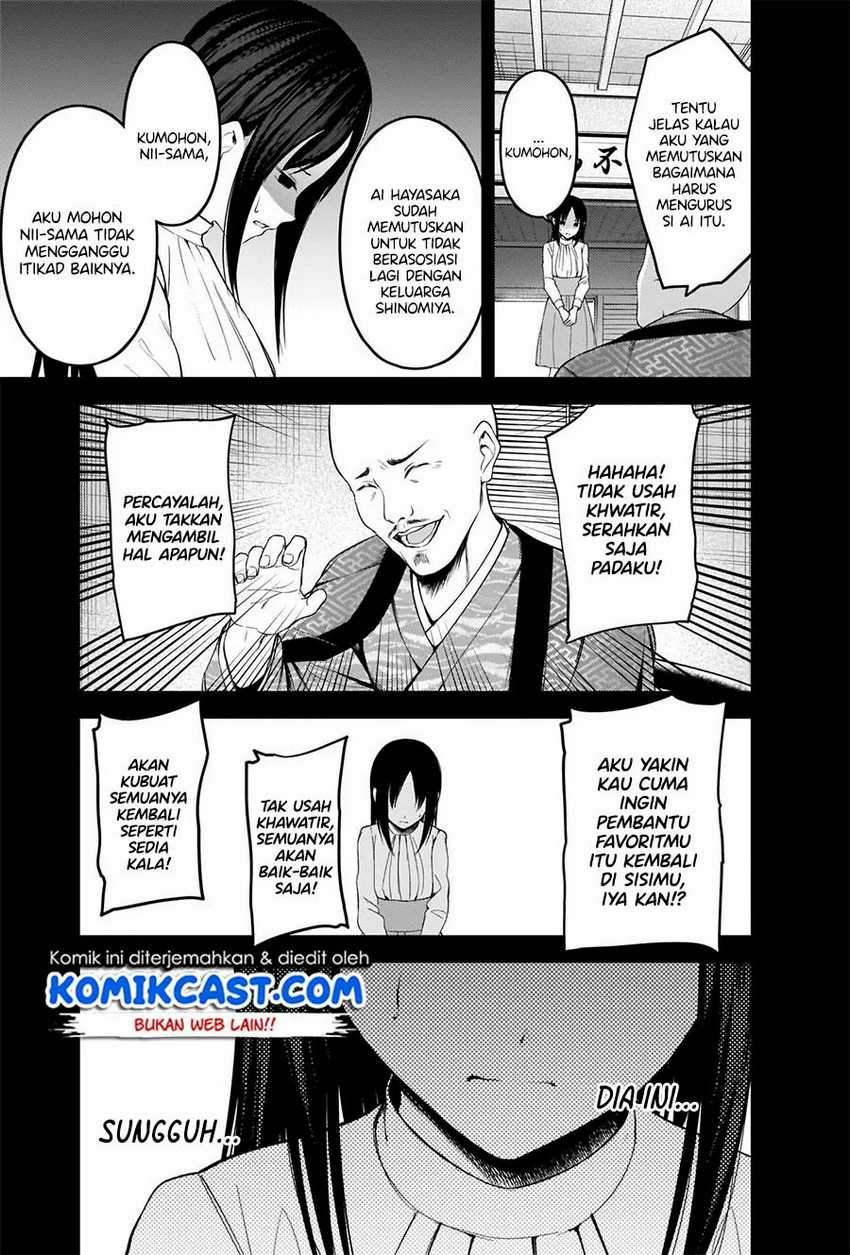 TENTU
JELAS KALAU
AKU YANG
MEMUTUSKAN
BAGAIMANA
HARUS
MENGURUS
SI AI ITU.
...
KUMOHON,
不
AI HAYASAKA
SUDAH
MEMUTUSKAN
UNTUK TIDAK
BERASOSIASI
LAGI DENGAN
KELUARGA
SHINOMIYA.
KUMOHON,
NII-SAMA,
AKU MOHON
NII-SAMA TIDAK
MENGGANGGU
ITIKAD BAIKNYA.
HAHAHA!
TIDAK USAH
KHWATIR,
SERAHKAN
SAJA
PADAKU!
PERCAYALAH,
AKU TAKKAN
MENGAMBIL
HAL APAPUN!
AKU YAKIN
KAU CUMA
INGIN
PEMBANTU
FAVORITMU
ITU KEMBALI
DI SISIMU,
IYA KAN!?
TAK USAH
KHAWATIR,
SEMUANYA
AKAN
BAIK-BAIK
SAJA!
AKAN
KUBUAT
SEMUANYA
KEMBALI
SEPERTI
SEDIA
KALA!
Komik ini diterjemahkan & diedit oleh
KOMIKCAST.COM
BUKAN WEB LAIN!!
DIA INI...
SUNGGUH...